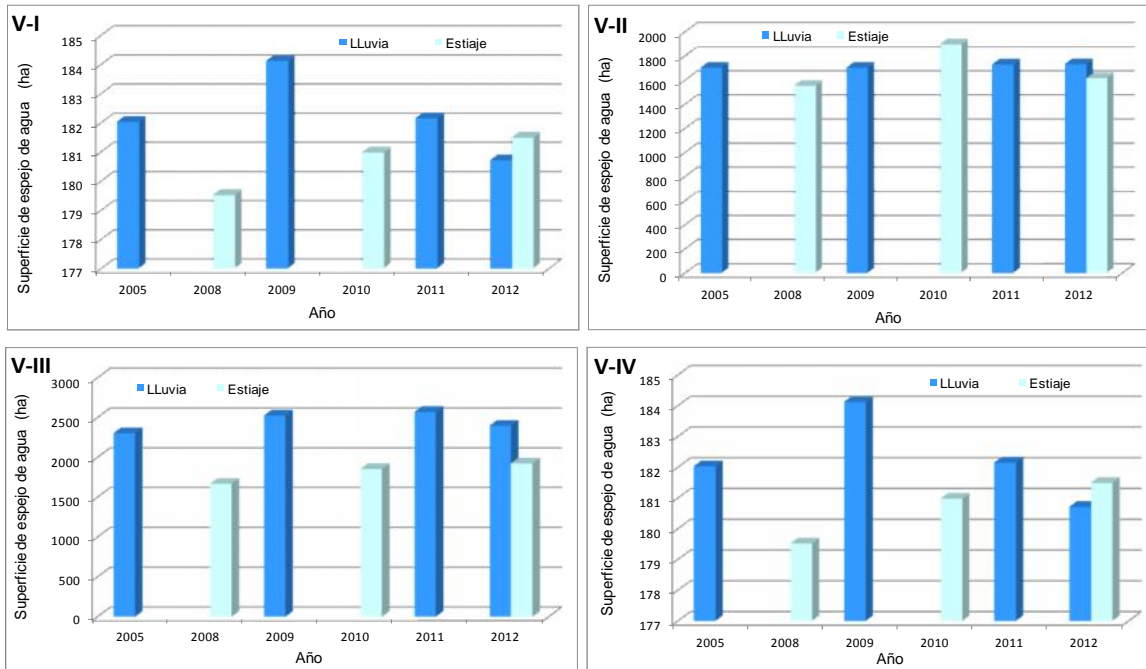 V-I
LLuvia Estiaje
Superficie de espejo de agua (ha)
185
184
183
182
181
180
179
178
177
2005 2008 2009 2010 2011 2012
Año
V-II
LLuvia Estiaje
Superficie de espejo de agua (ha)
2000
1800
1600
1400
1200
1000
800
600
400
200
0
2005 2008 2009 2010 2011 2012
Año
V-III
LLuvia Estiaje
Superficie de espejo de agua (ha)
3000
2500
2000
1500
1000
500
0
2005 2008 2009 2010 2011 2012
Año
V-IV
LLuvia Estiaje
Superficie de espejo de agua (ha)
185
184
183
182
181
180
179
178
177
2005 2008 2009 2010 2011 2012
Año